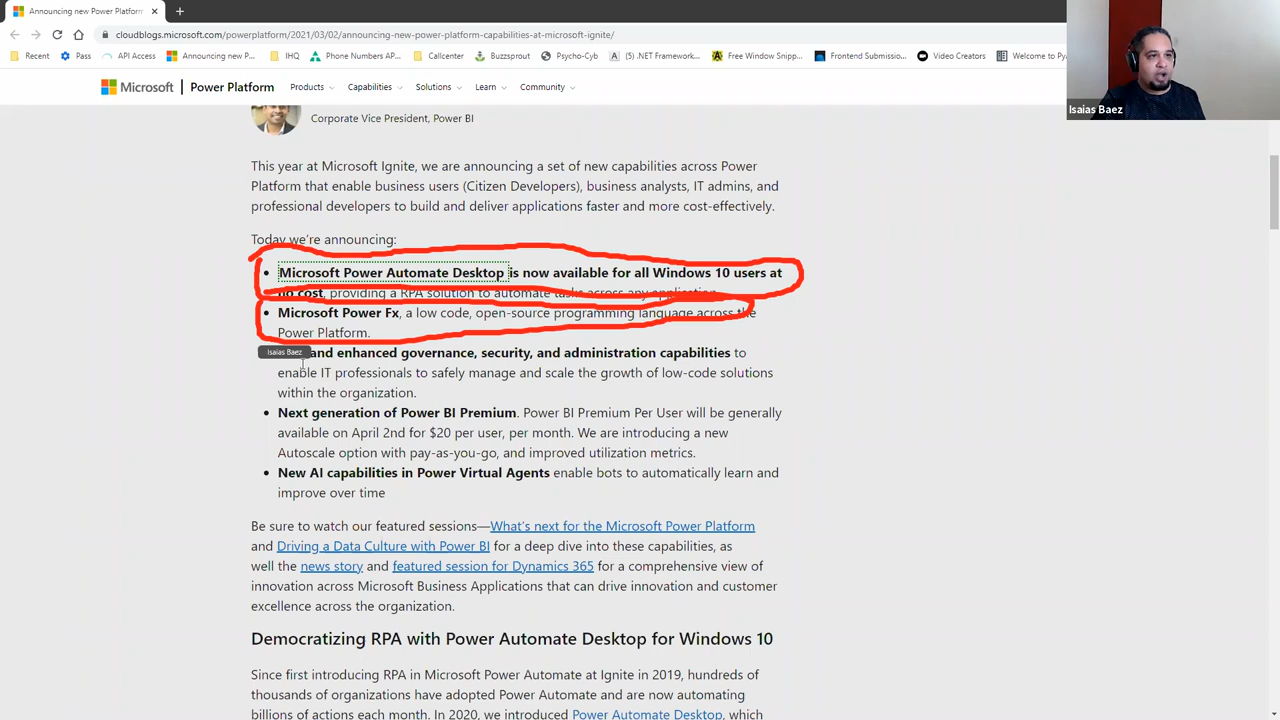 Announcing new Power Platform
cloudblogs.microsoft.com/powerplatform/2021/03/02/announcing-new-power-platform-capabilities-at-microsoft-ignite/
Recent Pass API Access Announcing new P... IHQ Phone Numbers AP... Callcenter Buzzsprout Psycho-Cyb (5) .NET Framework... Free Window Snipp... Frontend Submissio... Video Creators Welcome to
Isaias Baez
Microsoft Power Platform Products Capabilities Solutions Learn Community
Corporate Vice President, Power BI
This year at Microsoft Ignite, we are announcing a set of new capabilities across Power
Platform that enable business users (Citizen Developers), business analysts, IT admins, and
professional developers to build and deliver applications faster and more cost-effectively.
Today we're announcing:
Microsoft Power Automate Desktop is now available for all Windows 10 users at
no cost, providing a RPA solution to automate tasks across any application
Microsoft Power Fx, a low code, open-source programming language across the
Power Platform.
Isaias Baez
and enhanced governance, security, and administration capabilities to
enable IT professionals to safely manage and scale the growth of low-code solutions
within the organization.
Next generation of Power BI Premium. Power BI Premium Per User will be generally
available on April 2nd for $20 per user, per month. We are introducing a new
Autoscale option with pay-as-you-go, and improved utilization metrics.
New AI capabilities in Power Virtual Agents enable bots to automatically learn and
improve over time
Be sure to watch our featured sessions—What's next for the Microsoft Power Platform
and Driving a Data Culture with Power BI for a deep dive into these capabilities, as
well the news story and featured session for Dynamics 365 for a comprehensive view of
innovation across Microsoft Business Applications that can drive innovation and customer
excellence across the organization.
Democratizing RPA with Power Automate Desktop for Windows 10
Since first introducing RPA in Microsoft Power Automate at Ignite in 2019, hundreds of
thousands of organizations have adopted Power Automate and are now automating
billions of actions each month. In 2020, we introduced Power Automate Desktop, which